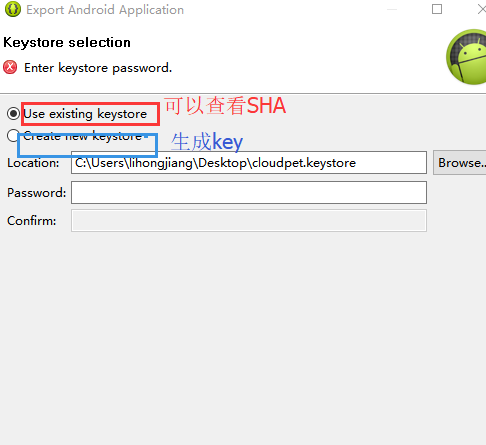 Export Android Application
Keystore selection
Enter keystore password.
Use existing keystore
可以查看SHA
Create new keystore
生成key
Location:
C:\Users\lihongjiang\Desktop\cloudpet.keystore
Browse...
Password:
Confirm: